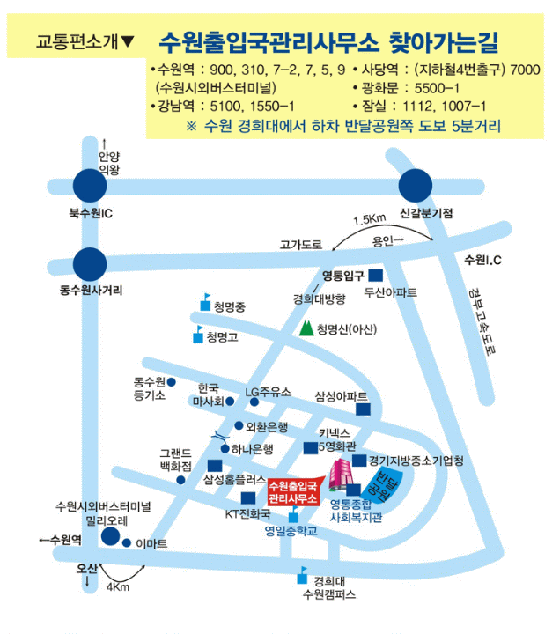 교통편소개▼ 수원출입국관리사무소 찾아가는길
•수원역 : 900, 310, 7-2, 7, 5, 9 •사당역 : (지하철4번출구) 7000
(수원시외버스터미널) •광화문 : 5500-1
•강남역 : 5100, 1550-1 •잠실 : 1112, 1007-1
※ 수원 경희대에서 하차 반달공원쪽 도보 5분거리
↑
안양
의왕
북수원IC
신갈분기점
1.5Km
고가도로
용인
수원I.C
동수원사거리
영통입구
두산아파트
경희대방향
경부고속도로
청명중
청명산(야산)
청명고
동수원
등기소
한국
마사회
LG주유소
삼성아파트
외환은행
키넥스
5영화관
그랜드
백화점
하나은행
경기지방중소기업청
삼성홈플러스
수원출입국
관리사무소
반달공원
영통종합
사회복지관
KT전화국
영일중학교
수원시외버스터미널
밀리오레
←수원역
이마트
오산
↓
4Km
경희대
수원캠퍼스